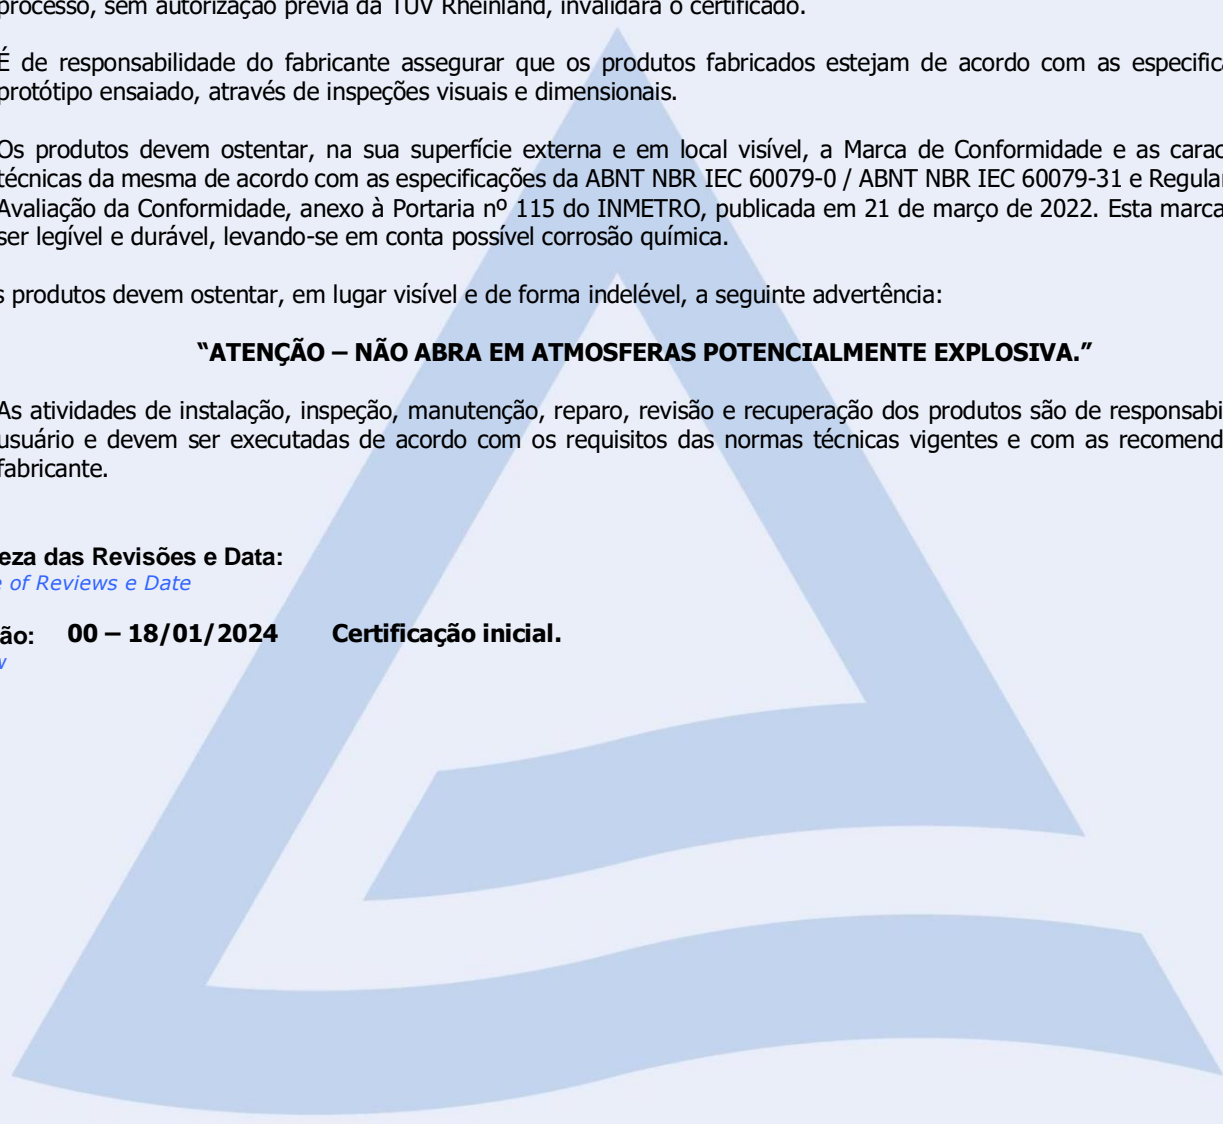 processo, sem autorização prévia da TÜV Rheinland, invalidará o certificado.
É de responsabilidade do fabricante assegurar que os produtos fabricados estejam de acordo com as especifica
protótipo ensaiado, através de inspeções visuais e dimensionais.
Os produtos devem ostentar, na sua superfície externa e em local visível, a Marca de Conformidade e as carac
técnicas da mesma de acordo com as especificações da ABNT NBR IEC 60079-0 / ABNT NBR IEC 60079-31 e Regular
Avaliação da Conformidade, anexo à Portaria nº 115 do INMETRO, publicada em 21 de março de 2022. Esta marca
ser legível e durável, levando-se em conta possível corrosão química.
s produtos devem ostentar, em lugar visível e de forma indelével, a seguinte advertência:
“ATENÇÃO – NÃO ABRA EM ATMOSFERAS POTENCIALMENTE EXPLOSIVA.”
As atividades de instalação, inspeção, manutenção, reparo, revisão e recuperação dos produtos são de responsabi
usuário e devem ser executadas de acordo com os requisitos das normas técnicas vigentes e com as recomend
fabricante.
eza das Revisões e Data:
e of Reviews e Date
ão: 00 – 18/01/2024 Certificação inicial.
w